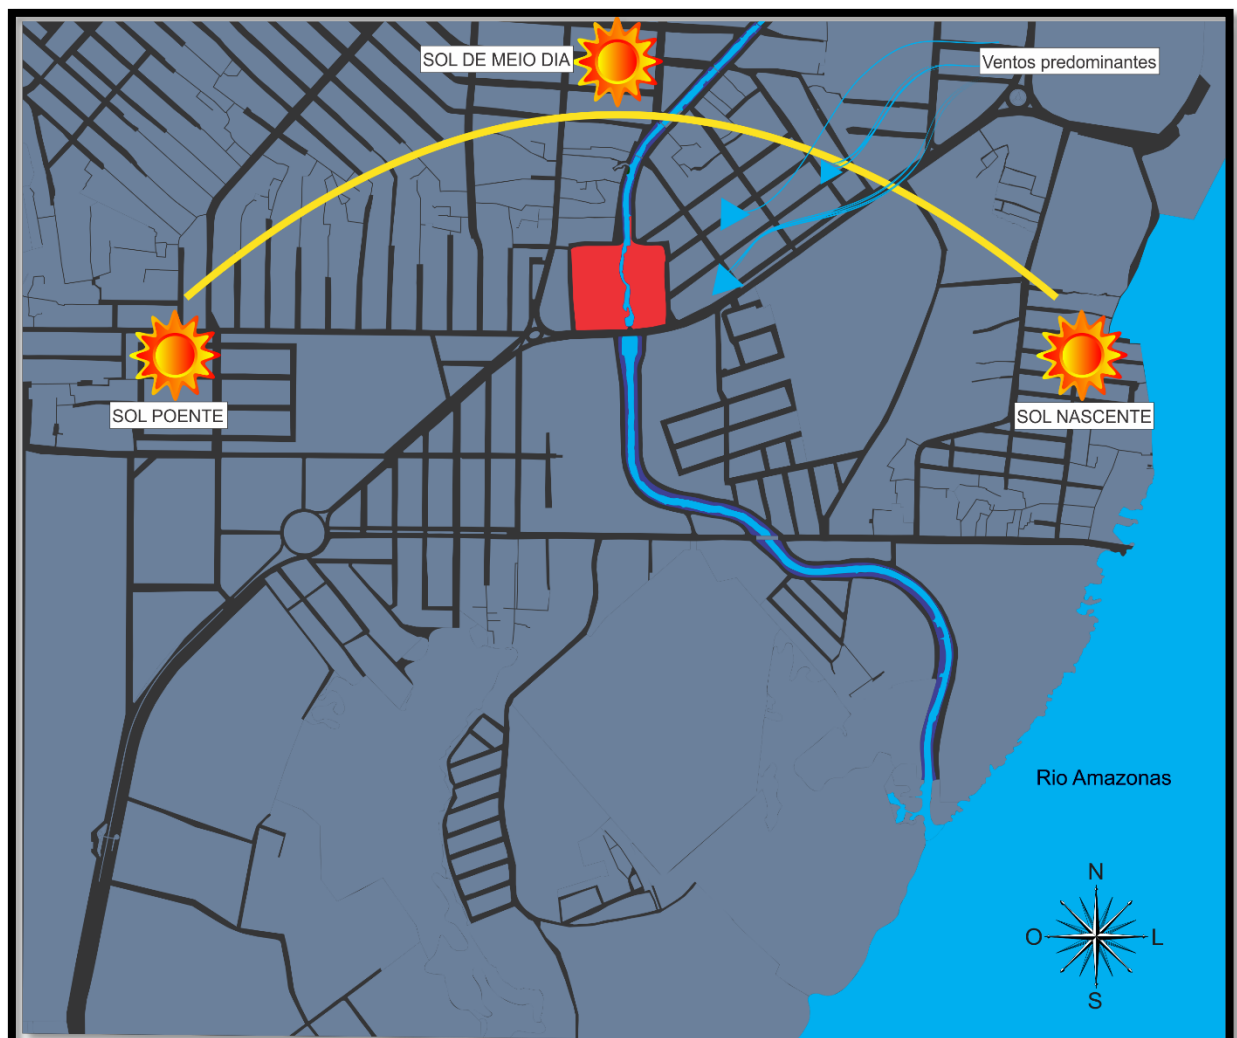 SOL DE MEIO DIA
Ventos predominantes
SOL POENTE
SOL NASCENTE
Rio Amazonas
N
O
L
S